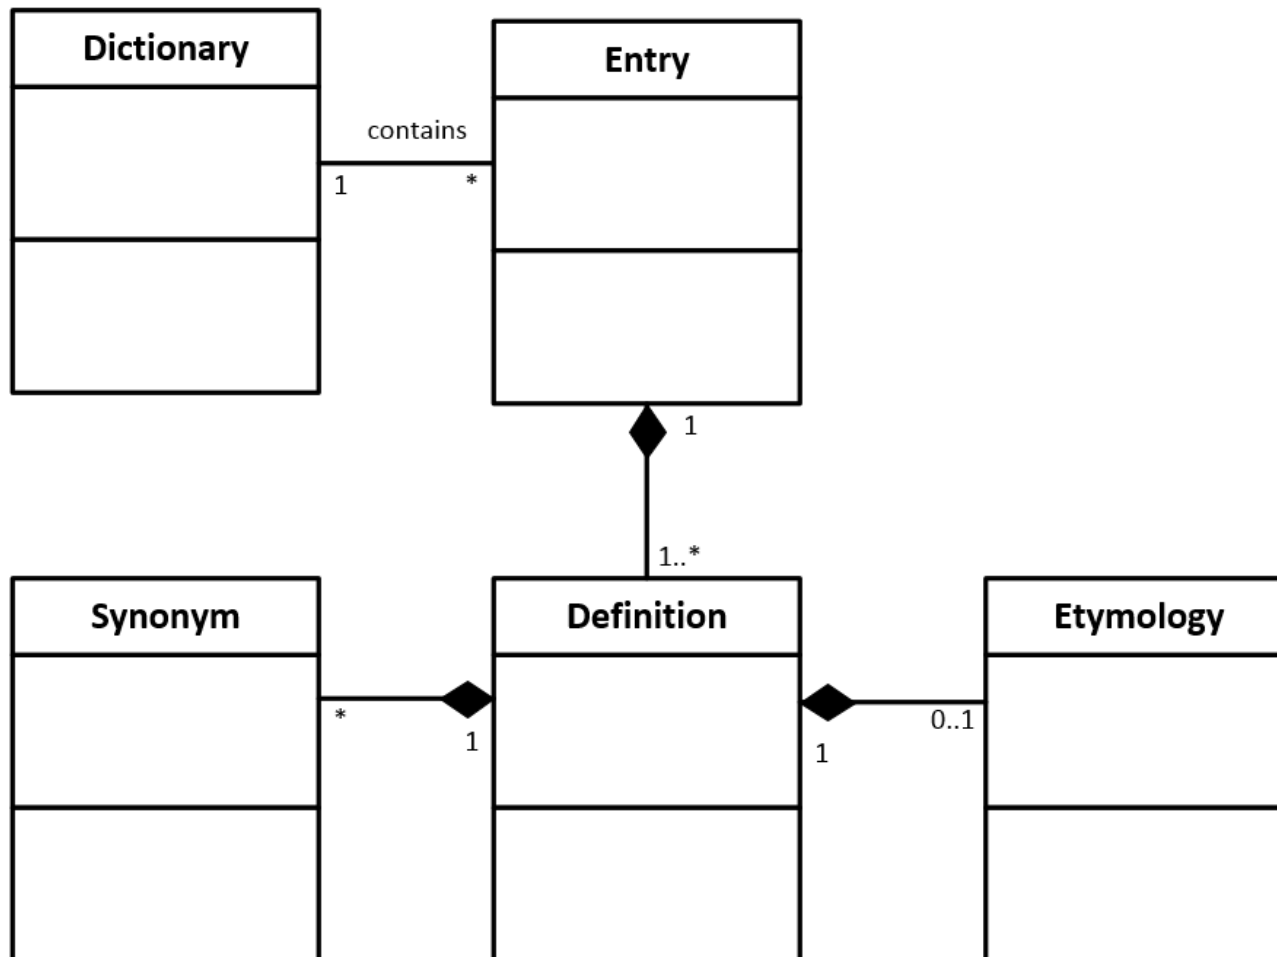 Dictionary
Entry
contains
1
*
1
1..*
Synonym
Definition
Etymology
*
1
1
0..1